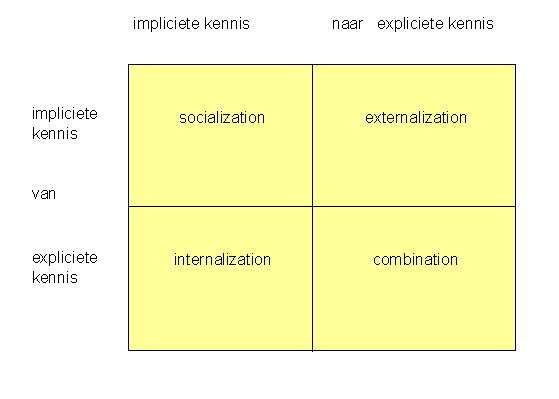 impliciete kennis naar expliciete kennis
impliciete
kennis
socialization externalization
van
expliciete
kennis
internalization combination